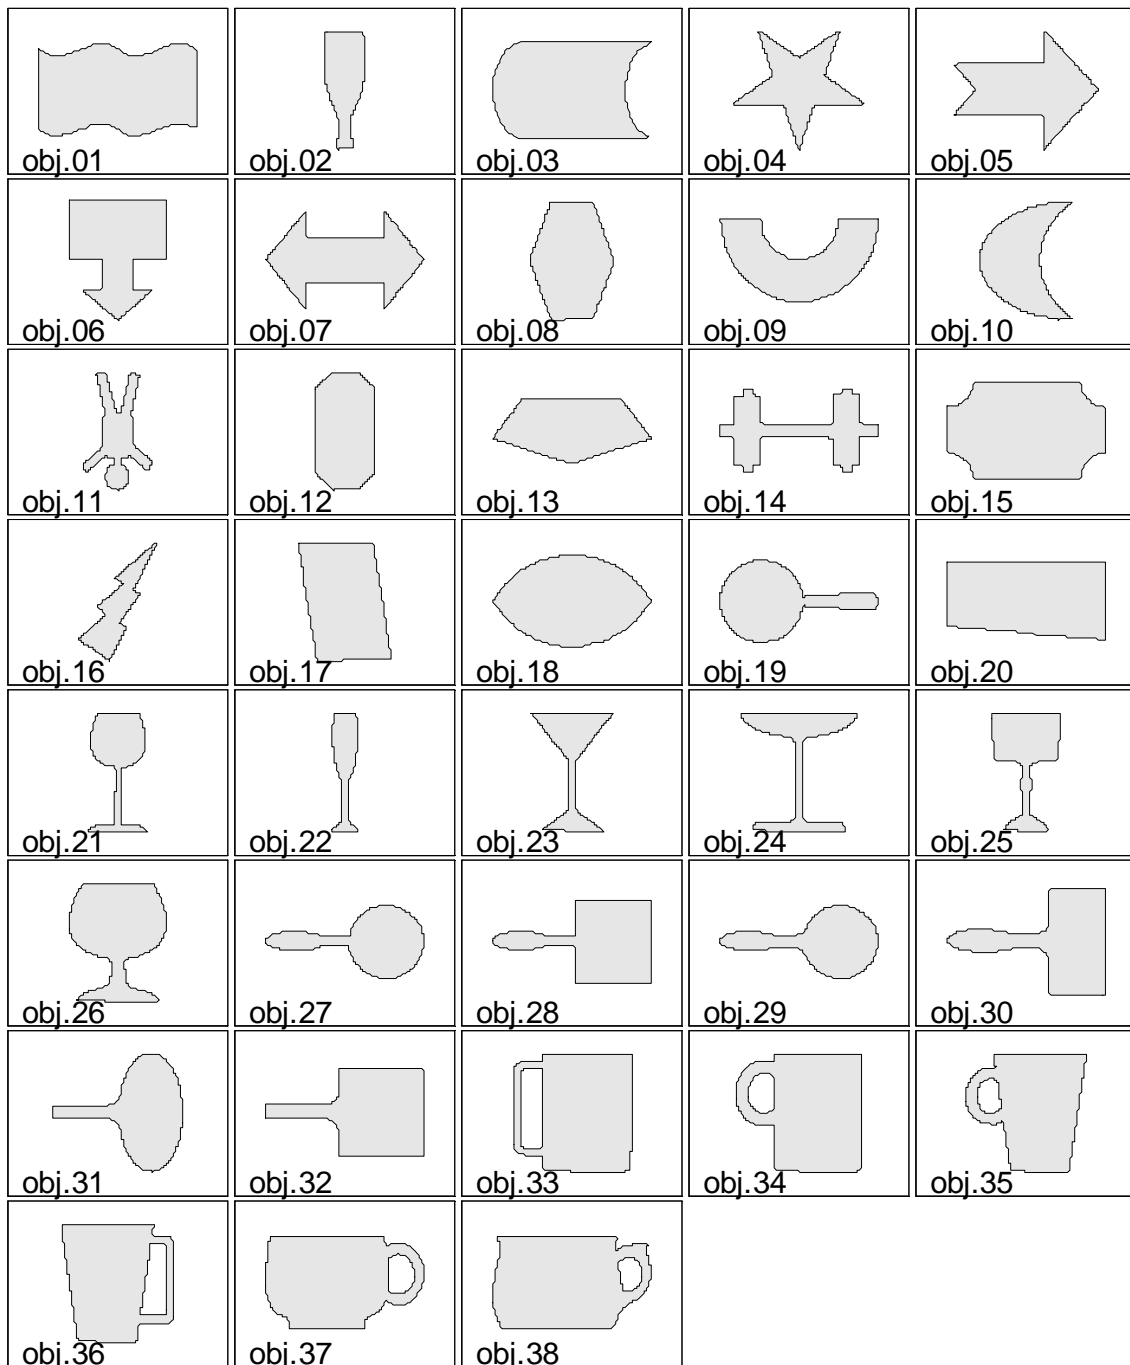 obj.01 obj.02 obj.03 obj.04 obj.05
obj.06 obj.07 obj.08 obj.09 obj.10
obj.11 obj.12 obj.13 obj.14 obj.15
obj.16 obj.17 obj.18 obj.19 obj.20
obj.21 obj.22 obj.23 obj.24 obj.25
obj.26 obj.27 obj.28 obj.29 obj.30
obj.31 obj.32 obj.33 obj.34 obj.35
obj.36 obj.37 obj.38